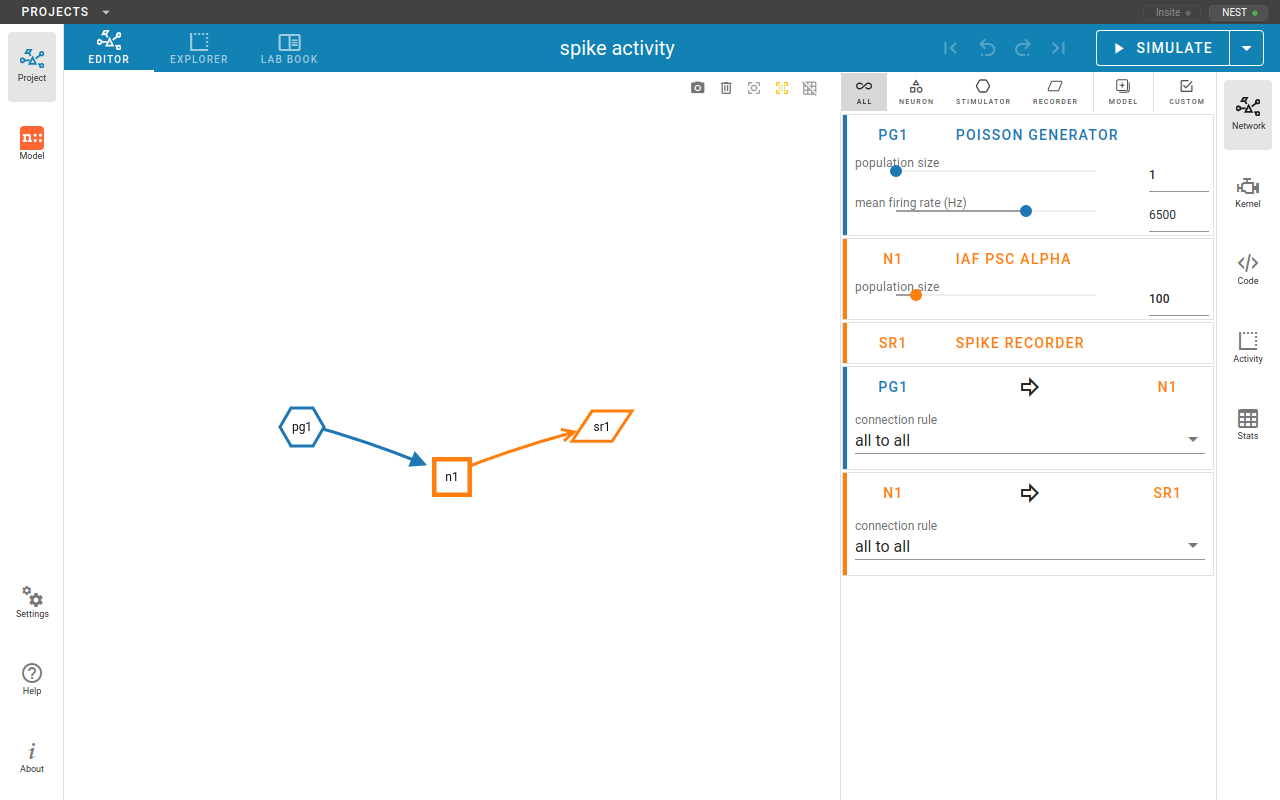 PROJECTS
Insite
NEST
Project
EDITOR
EXPLORER
LAB BOOK
spike activity
SIMULATE
n::
Model
ALL
NEURON
STIMULATOR
RECORDER
MODEL
CUSTOM
PG1 POISSON GENERATOR
population size
1
mean firing rate (Hz)
6500
N1 IAF PSC ALPHA
population size
100
SR1 SPIKE RECORDER
PG1 N1
connection rule
all to all
N1 SR1
connection rule
all to all
pg1
n1
sr1
Network
Kernel
Code
Activity
Stats
Settings
Help
About